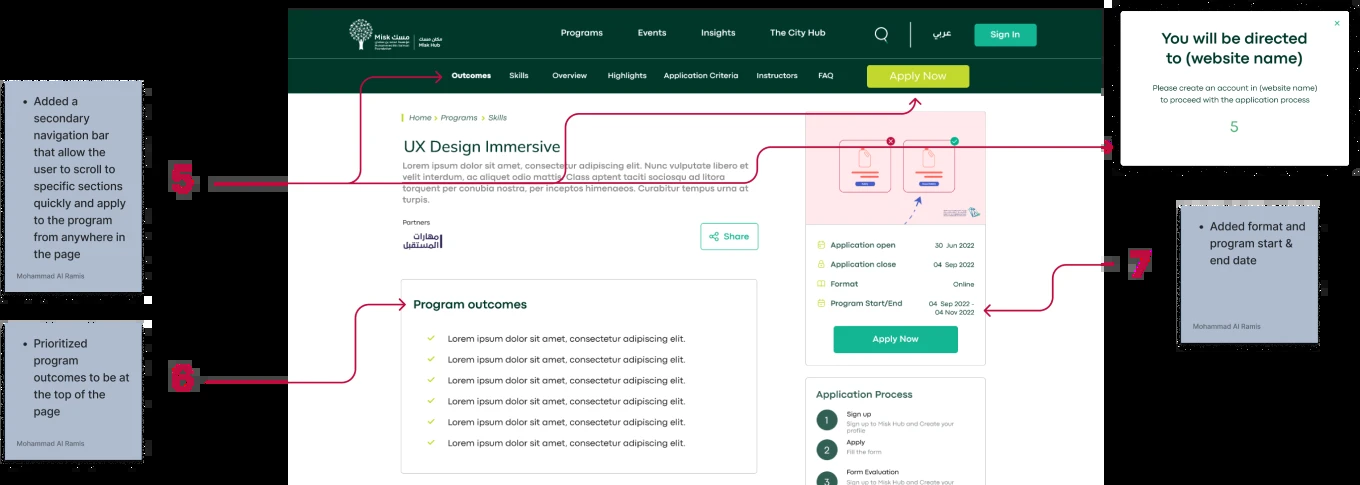 Misk مسك
Misk Hub
مكان مسك
Programs
Events
Insights
The City Hub
عربي
Sign In
Outcomes
Skills
Overview
Highlights
Application Criteria
Instructors
FAQ
Apply Now
You will be directed
to (website name)
Please create an account in (website name)
to proceed with the application process
5
• Added a
secondary
navigation bar
that allow the
user to scroll to
specific sections
quickly and apply
to the program
from anywhere in
the page
Mohammad Al Ramis
5
Home > Programs > Skills
UX Design Immersive
Lorem ipsum dolor sit amet, consectetur adipiscing elit. Nunc vulputate libero et
velit interdum, ac aliquet odio mattis. Class aptent taciti sociosqu ad litora
torquent per conubia nostra, per inceptos himenaeos. Curabitur tempus urna at
turpis.
Partners
مهارات
المستقبل
Share
Application open
30 Jun 2022
Application close
04 Sep 2022
Format
Online
Program Start/End
04 Sep 2022 -
04 Nov 2022
Apply Now
7
• Added format and
program start &
end date
Mohammad Al Ramis
• Prioritized
program
outcomes to be at
the top of the
page
Mohammad Al Ramis
6
Program outcomes
Lorem ipsum dolor sit amet, consectetur adipiscing elit.
Lorem ipsum dolor sit amet, consectetur adipiscing elit.
Lorem ipsum dolor sit amet, consectetur adipiscing elit.
Lorem ipsum dolor sit amet, consectetur adipiscing elit.
Lorem ipsum dolor sit amet, consectetur adipiscing elit.
Lorem ipsum dolor sit amet, consectetur adipiscing elit.
Application Process
1
Sign up
Sign up to Misk Hub and Create your
profile
2
Apply
Fill the form
3
Form Evaluation
Sign up to Misk Hub and Create your